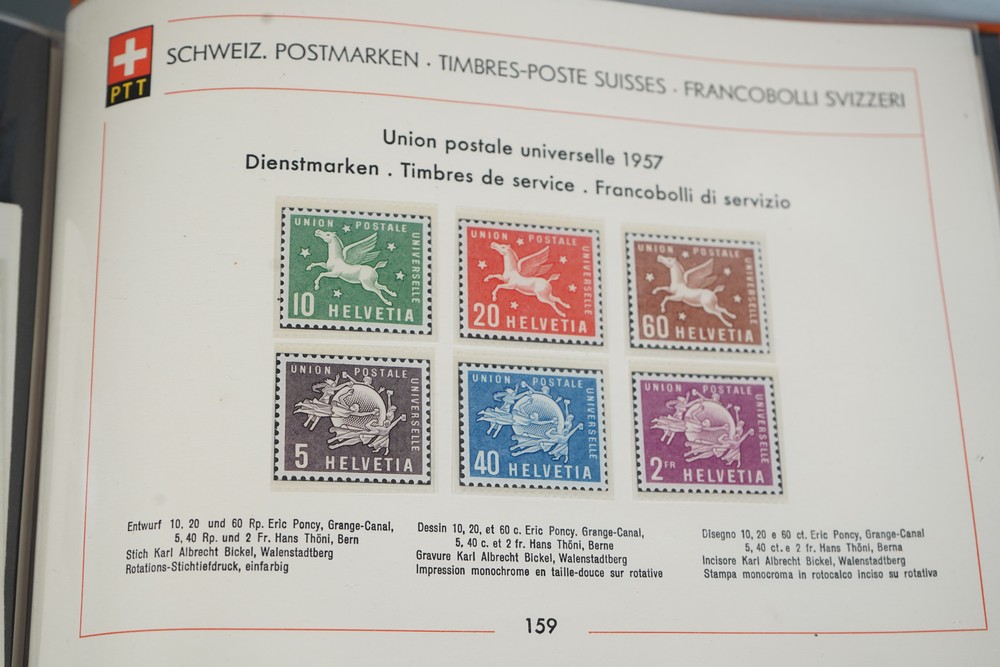 PTT
SCHWEIZ. POSTMARKEN · TIMBRES-POSTE SUISSES · FRANCOBOLLI SVIZZERI
Union postale universelle 1957
Dienstmarken . Timbres de service . Francobolli di servizio
UNION POSTALE
UNIVERSELLE
10 HELVETIA
UNION POSTALE
UNIVERSELLE
20 HELVETIA
UNION POSTALE
UNIVERSELLE
60 HELVETIA
UNION POSTALE
UNIVERSELLE
5 HELVETIA
UNION POSTALE
UNIVERSELLE
40 HELVETIA
UNION POSTALE
UNIVERSELLE
2 FR HELVETIA
Entwurf 10, 20 und 60 Rp. Eric Poncy, Grange-Canal,
5, 40 Rp. und 2 Fr. Hans Thöni, Bern
Stich Karl Albrecht Bickel, Walenstadtberg
Rotations-Stichtiefdruck, einfarbig
Dessin 10, 20, et 60 c. Eric Poncy, Grange-Canal,
5, 40 c. et 2 fr. Hans Thöni, Berne
Gravure Karl Albrecht Bickel, Walenstadtberg
Impression monochrome en taille-douce sur rotative
Disegno 10, 20 e 60 ct. Eric Poncy, Grange-Canal
5, 40 ct. e 2 fr. Hans Thöni, Berna
Incisore Karl Albrecht Bickel, Walenstadtberg
Stampa monocroma in rotocalco inciso su rotativa
159